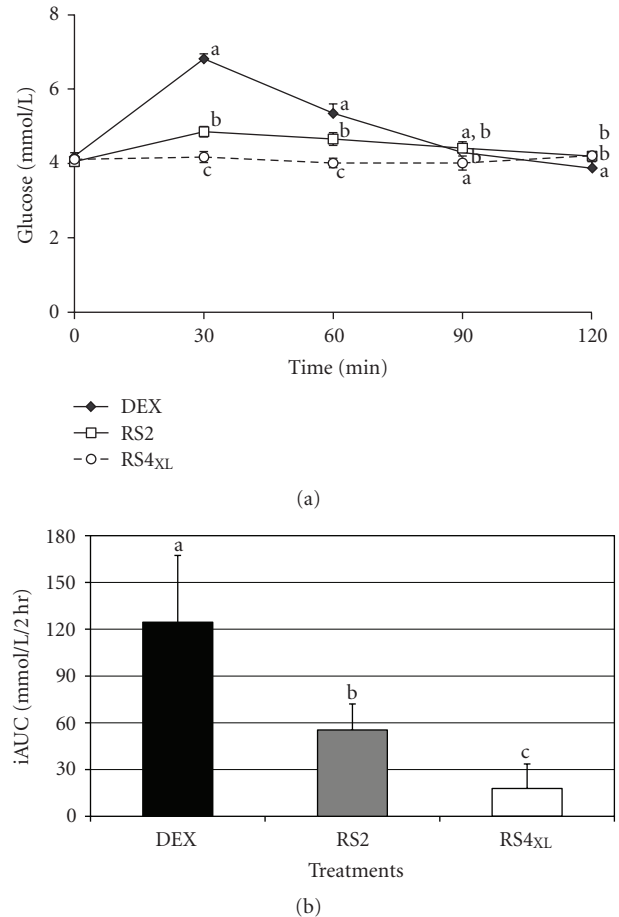 8
6
4
2
0
Glucose (mmol/L)
a
b
c
a
b
c
a, b
b
a
b
b
a
0 30 60 90 120
Time (min)
DEX
RS2
RS4XL
(a)
180
150
120
90
60
30
0
iAUC (mmol/L/2 hr)
a
b
c
DEX RS2 RS4XL
Treatments
(b)